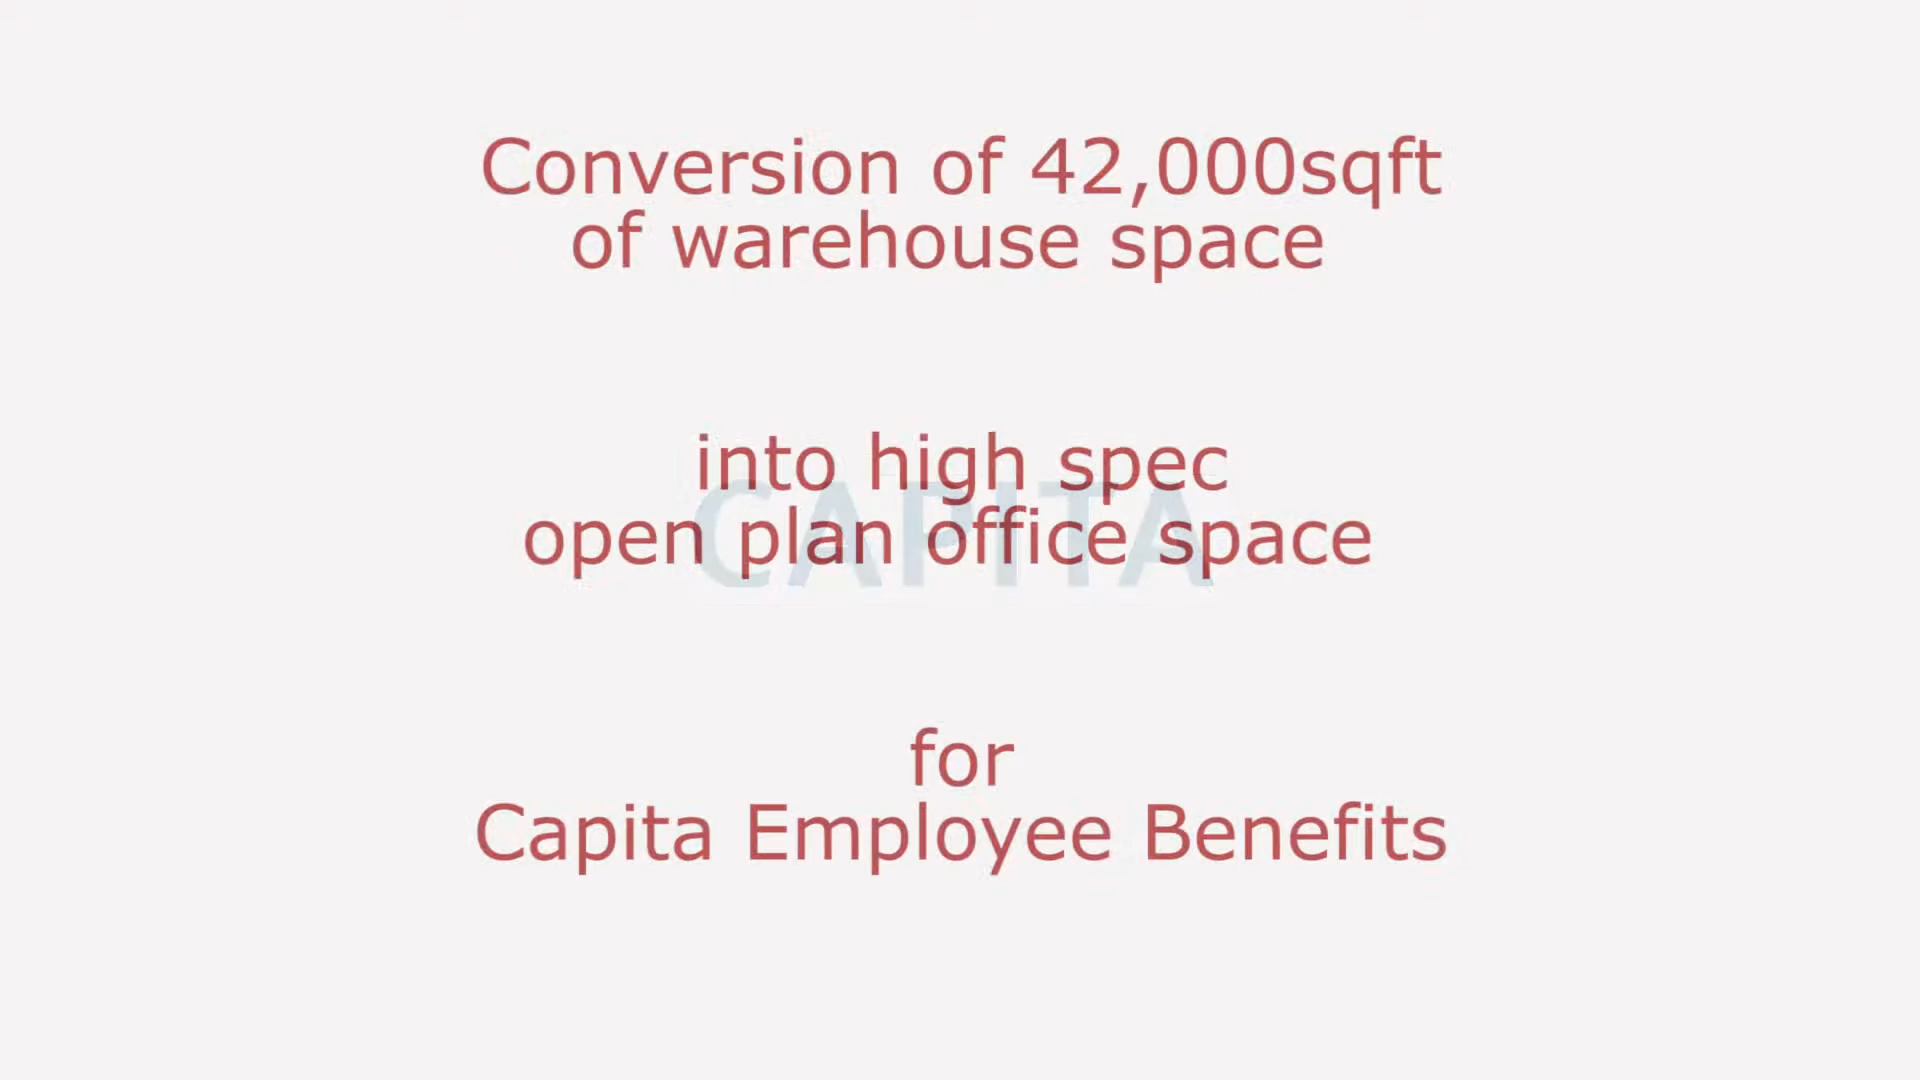 Conversion of 42,000sqft
of warehouse space
into high spec
CAPITA
open plan office space
for
Capita Employee Benefits